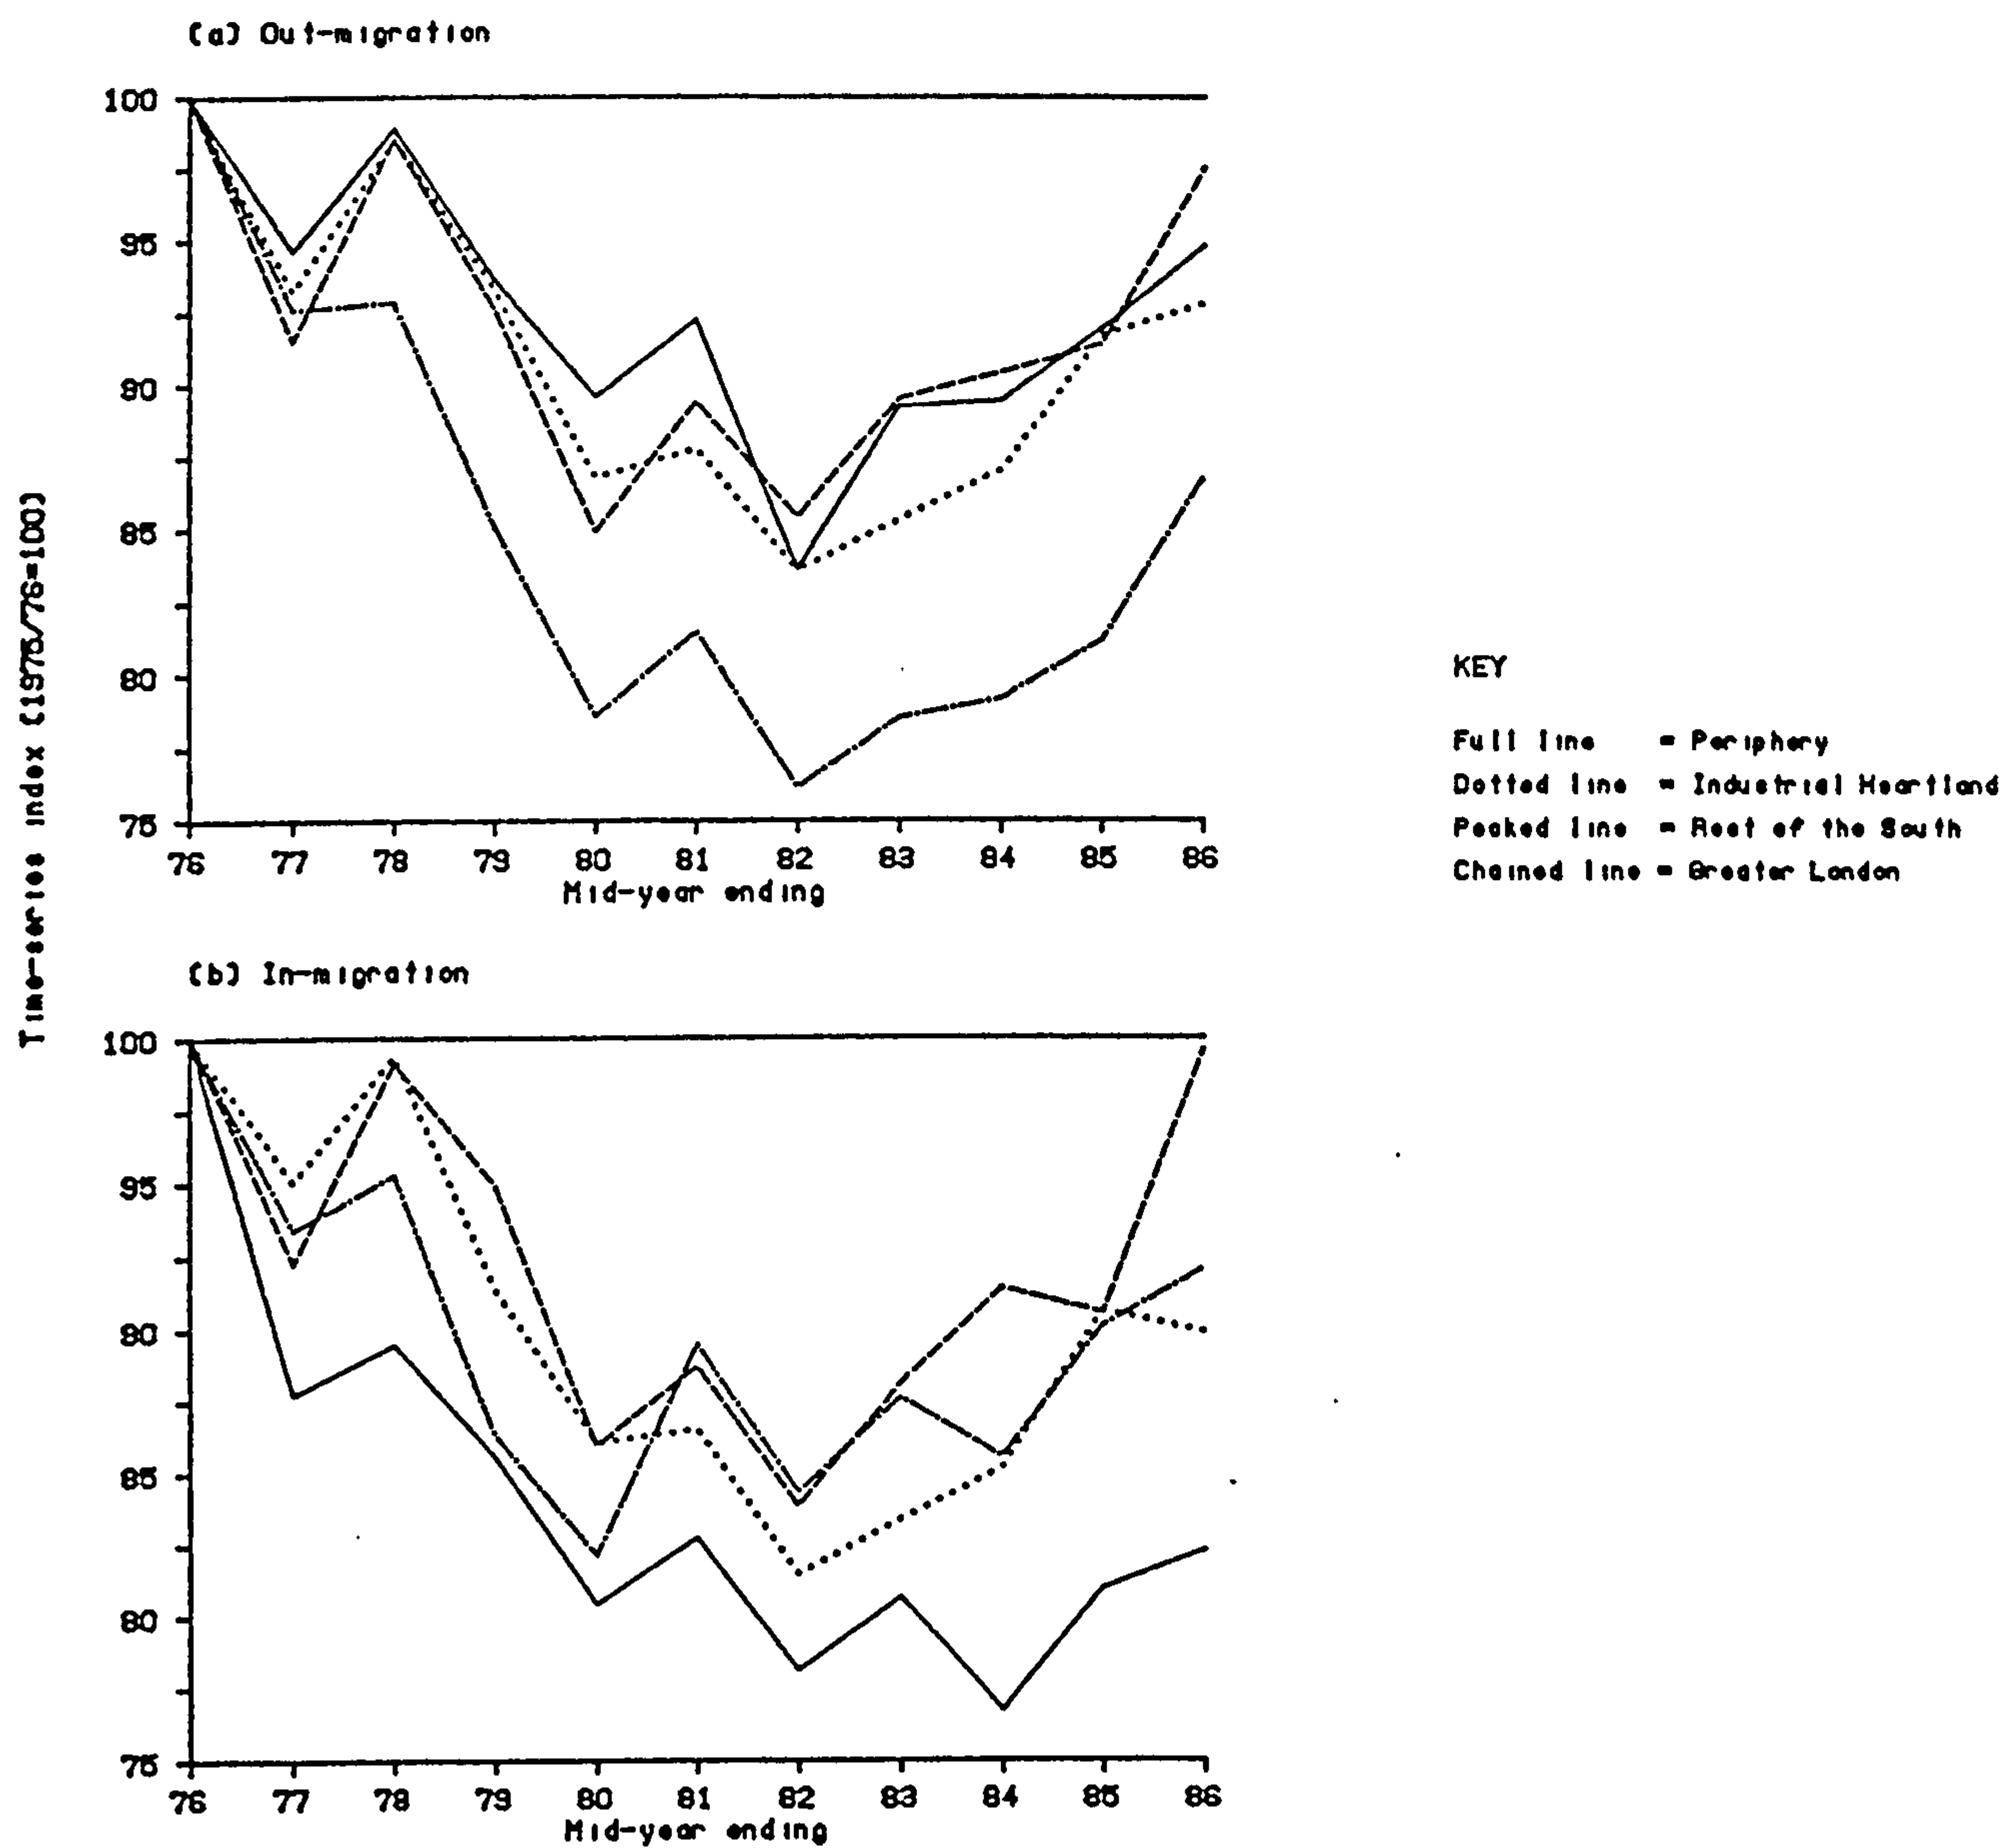 (a) Out-migration
100
95
90
85
80
75
76 77 78 79 80 81 82 83 84 85 86
Mid-year ending
Time-series index (1975/76=100)
KEY
Full line = Periphery
Dotted line = Industrial Heartland
Pecked line = Rest of the South
Chained line = Greater London
(b) In-migration
100
95
90
85
80
75
76 77 78 79 80 81 82 83 84 85 86
Mid-year ending